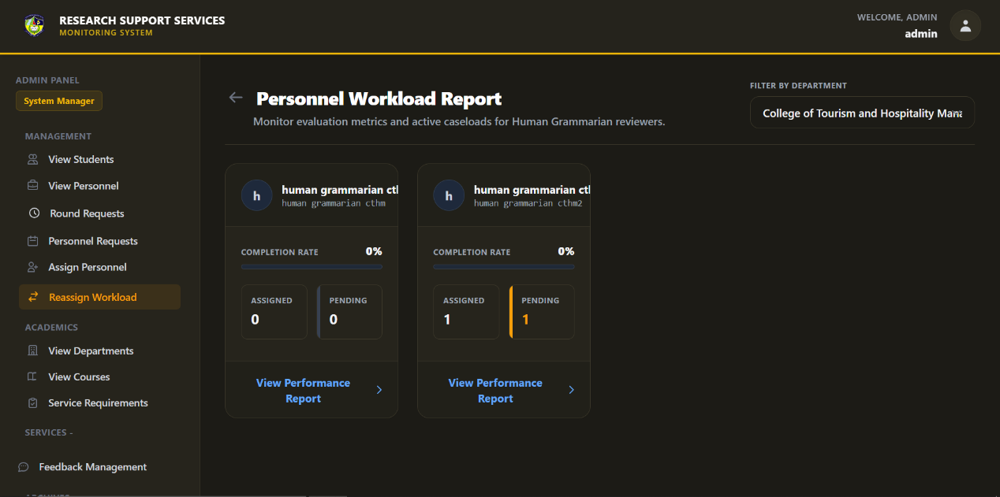 RESEARCH SUPPORT SERVICES
MONITORING SYSTEM
WELCOME, ADMIN
admin
ADMIN PANEL
System Manager
MANAGEMENT
View Students
View Personnel
Round Requests
Personnel Requests
Assign Personnel
Reassign Workload
ACADEMICS
View Departments
View Courses
Service Requirements
SERVICES -
Feedback Management
Personnel Workload Report
Monitor evaluation metrics and active caseloads for Human Grammarian reviewers.
FILTER BY DEPARTMENT
College of Tourism and Hospitality
h
human grammarian
human grammarian cthm
COMPLETION RATE
0%
ASSIGNED
0
PENDING
0
View Performance
Report
h
human grammarian
human grammarian cthm2
COMPLETION RATE
0%
ASSIGNED
1
PENDING
1
View Performance
Report